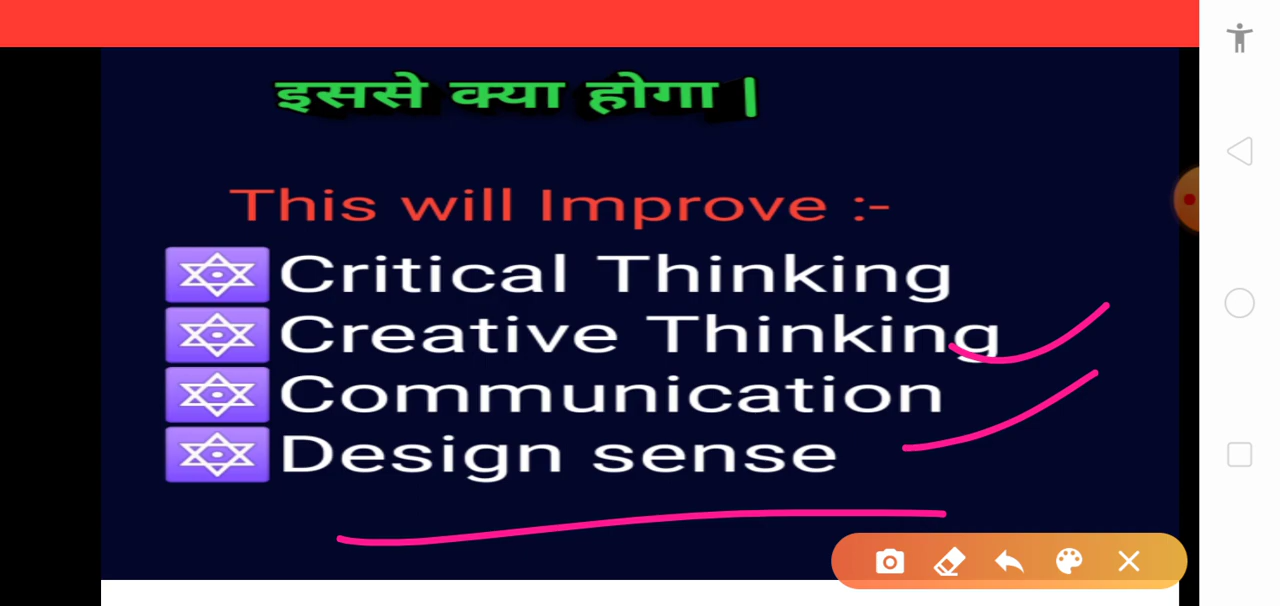 इससे क्या होगा |
This will Improve :-
🔯Critical Thinking
🔯Creative Thinking
🔯Communication
🔯Design sense